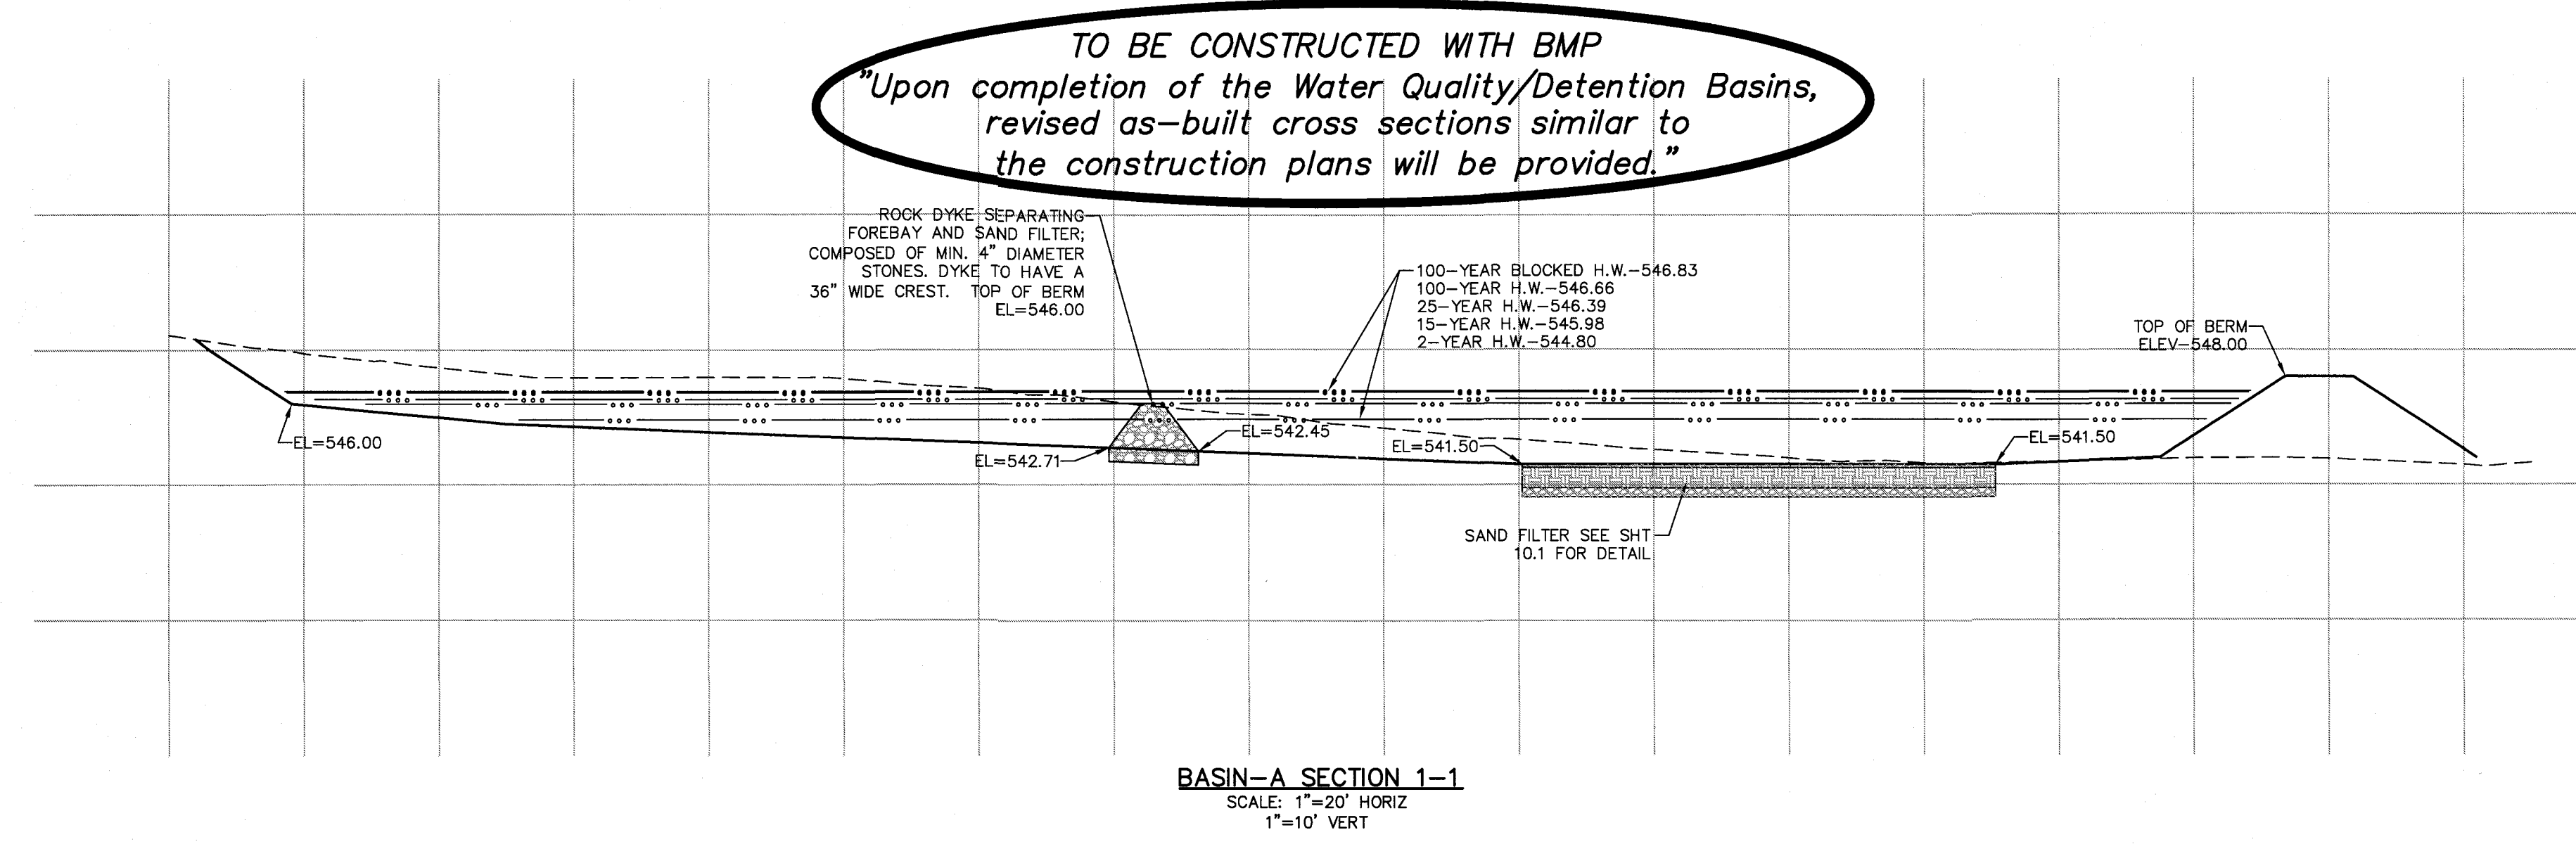 TO BE CONSTRUCTED WITH BMP
"Upon completion of the Water Quality/Detention Basins,
revised as-built cross sections similar to
the construction plans will be provided."
ROCK DYKE SEPARATING
FOREBAY AND SAND FILTER;
COMPOSED OF MIN. 4" DIAMETER
STONES. DYKE TO HAVE A
36" WIDE CREST. TOP OF BERM
EL=546.00
100-YEAR BLOCKED H.W.-546.83
100-YEAR H.W.-546.66
25-YEAR H.W.-546.39
15-YEAR H.W.-545.98
2-YEAR H.W.-544.80
TOP OF BERM
ELEV-548.00
EL=546.00
EL=542.71
EL=542.45
EL=541.50
EL=541.50
SAND FILTER SEE SHT
10.1 FOR DETAIL
BASIN-A SECTION 1-1
SCALE: 1"=20' HORIZ
1"=10' VERT